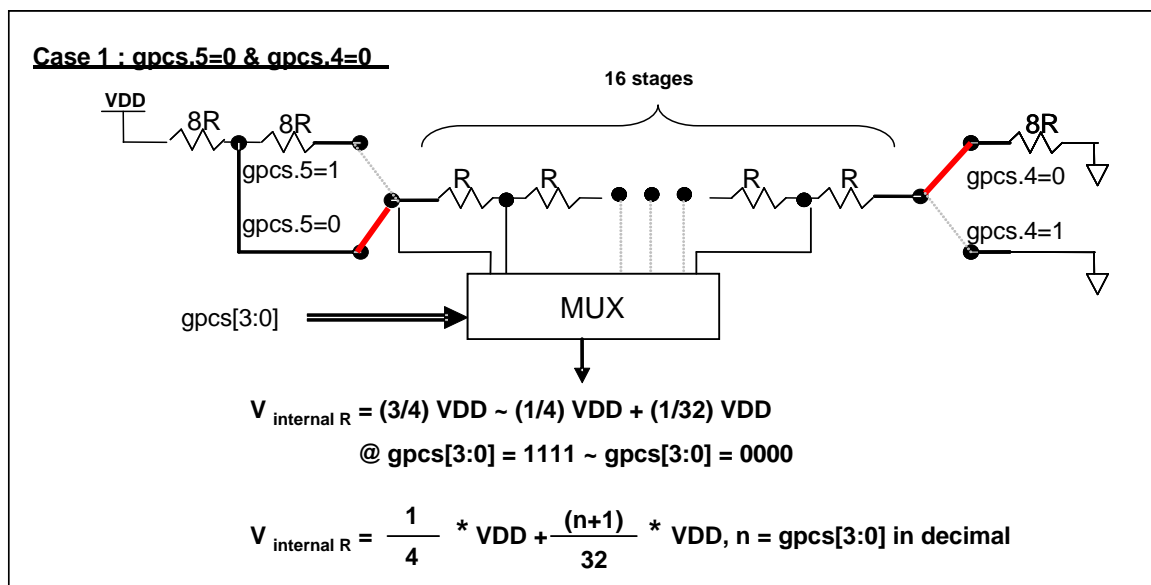 Case 1 : gpcs.5=0 & gpcs.4=0
16 stages
VDD
8R
8R
8R
gpcs.5=1
R
R
R
R
gpcs.4=0
gpcs.5=0
gpcs.4=1
MUX
gpcs[3:0]
V internal R = (3/4) VDD ~ (1/4) VDD + (1/32) VDD
@ gpcs[3:0] = 1111 ~ gpcs[3:0] = 0000
V internal R = 1/4 * VDD + (n+1)/32 * VDD, n = gpcs[3:0] in decimal